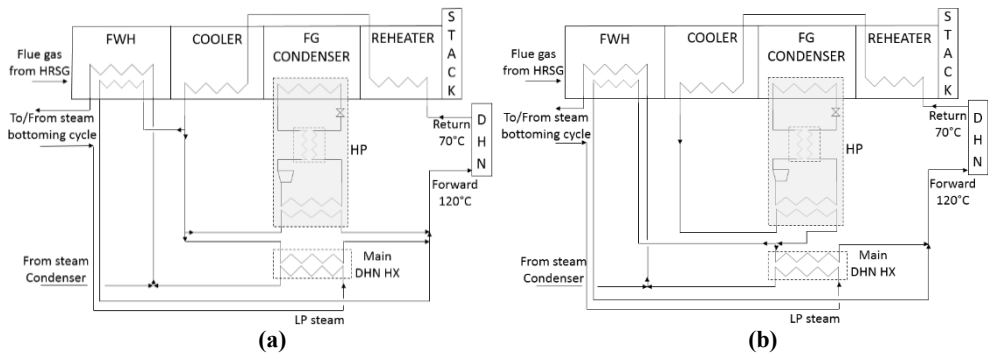 FWH
COOLER
FG
CONDENSER
REHEATER
S
T
A
C
K
Flue gas
from HRSG
To/From steam
bottoming cycle
Return
70°C
D
H
N
HP
Forward
120°C
From steam
Condenser
Main
DHN HX
LP steam
(a)
FWH
COOLER
FG
CONDENSER
REHEATER
S
T
A
C
K
Flue gas
from HRSG
To/From steam
bottoming cycle
Return
70°C
D
H
N
HP
Forward
120°C
From steam
Condenser
Main
DHN HX
LP steam
(b)